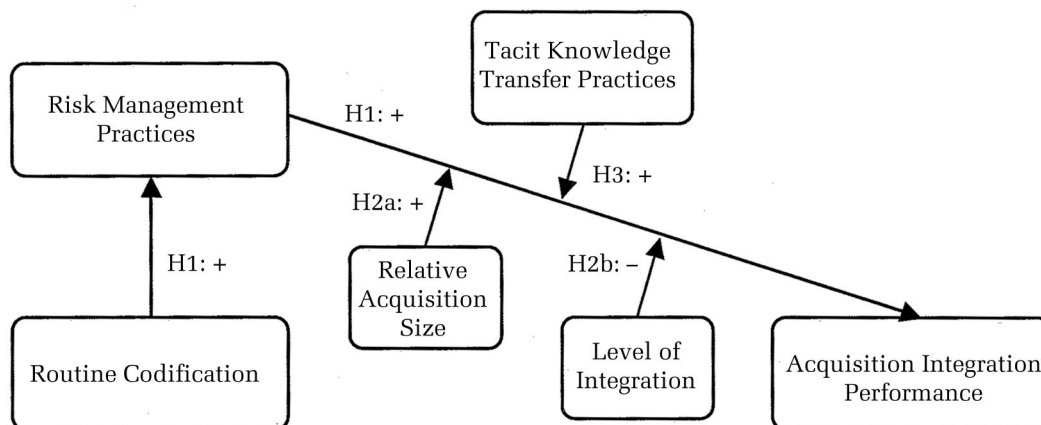 Tacit Knowledge
Transfer Practices
Risk Management
Practices
H1: +
H3: +
H2a: +
H1: +
Relative
Acquisition
Size
H2b: –
Routine Codification
Level of
Integration
Acquisition Integration
Performance